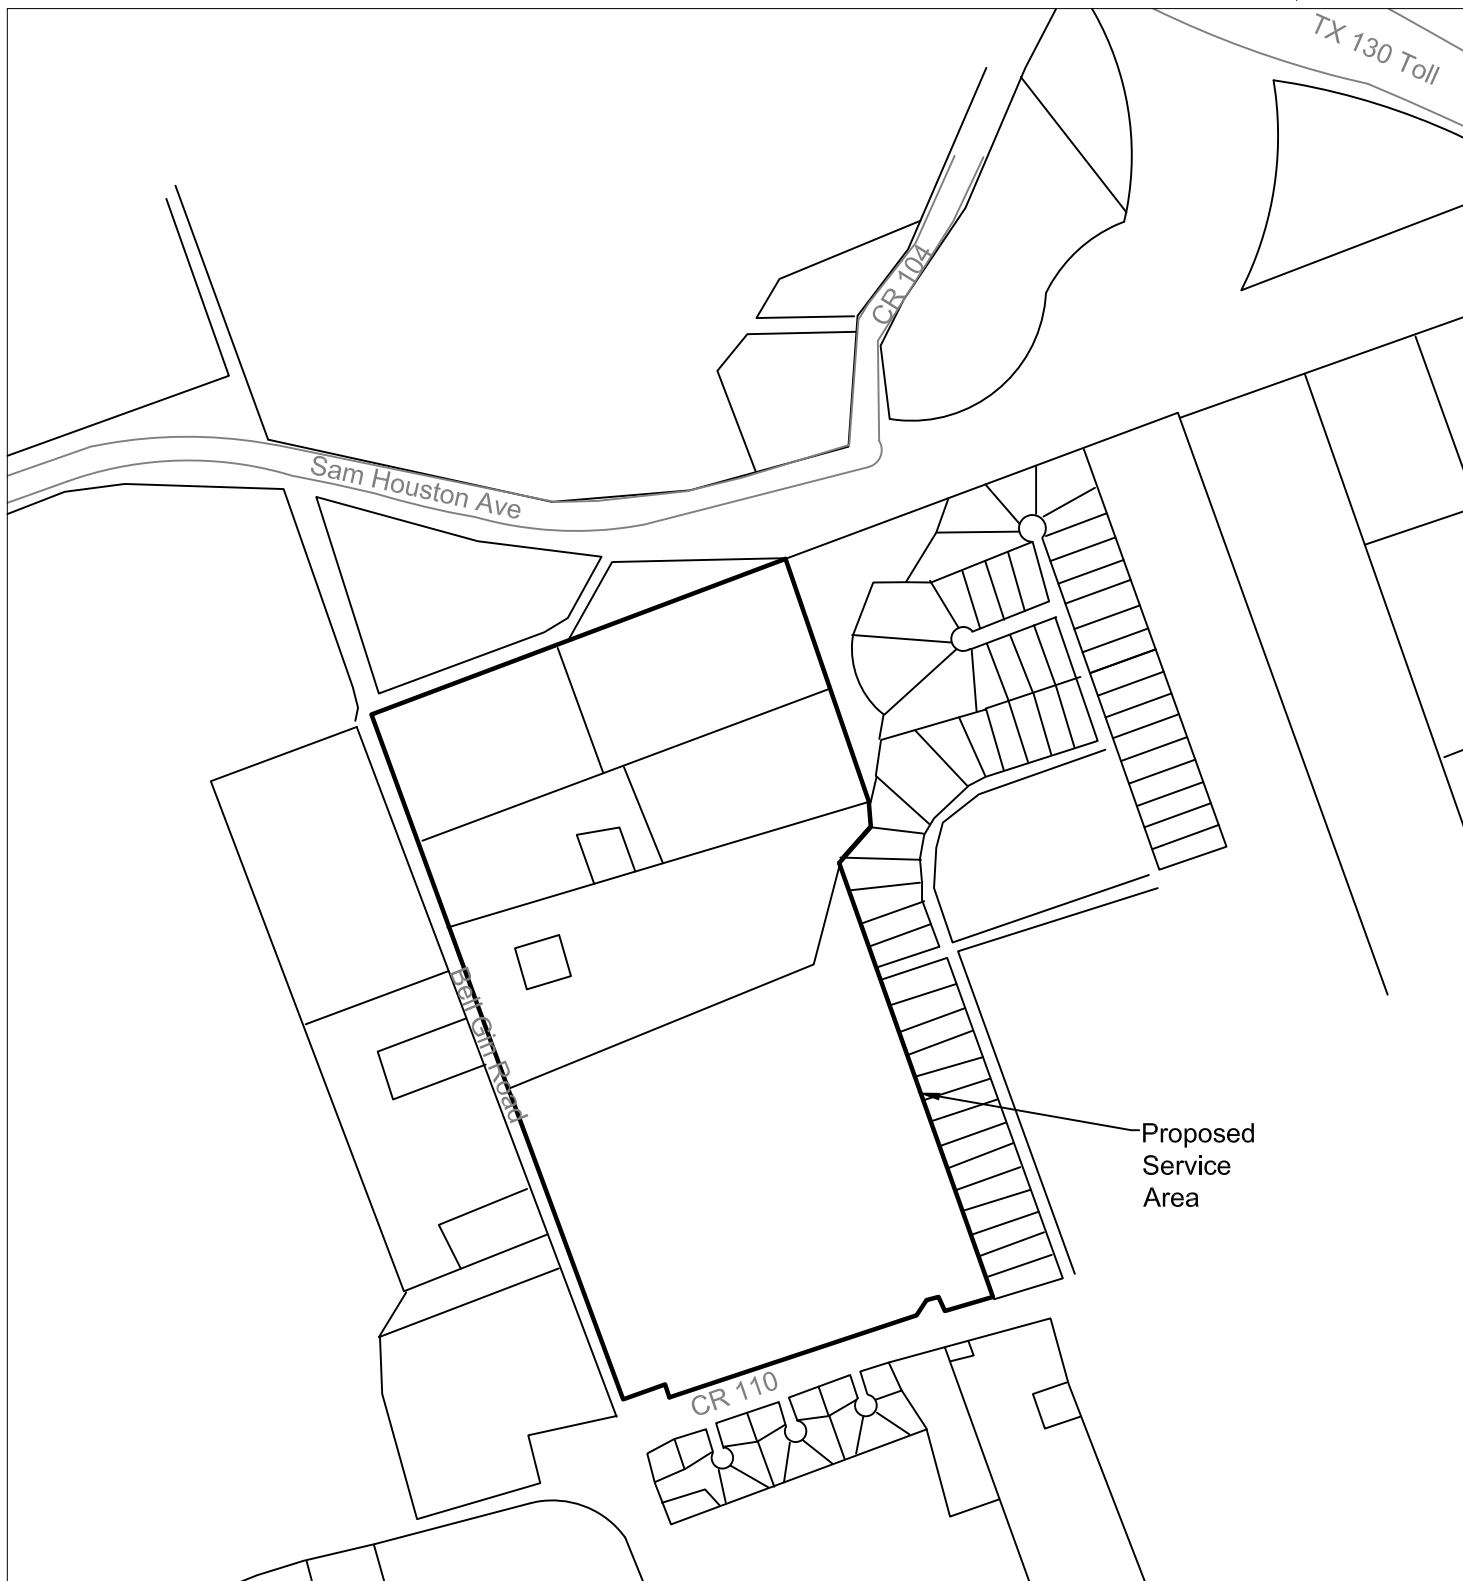 TX 130 Toll
CR 104
Sam Houston Ave
Bell Gin Road
Proposed
Service
Area
CR 110